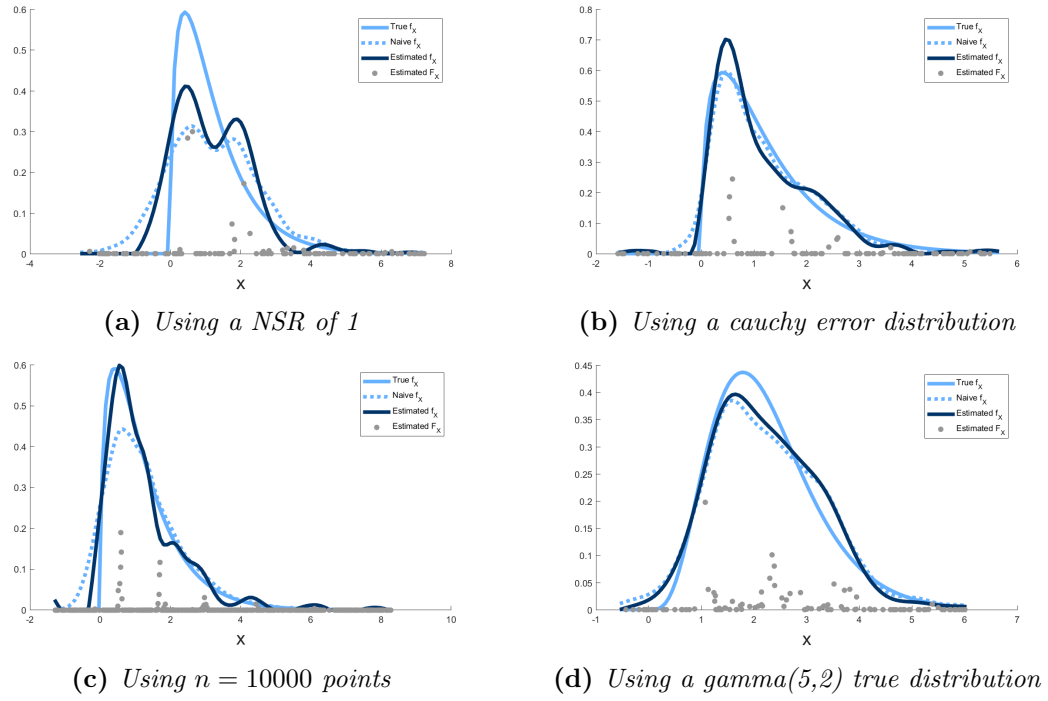 0.6
0.5
0.4
0.3
0.2
0.1
0
-4
-2
0
2
4
6
8
x
True f_X
Naive f_X
Estimated f_X
Estimated F_X
(a) Using a NSR of 1
0.8
0.7
0.6
0.5
0.4
0.3
0.2
0.1
0
-2
-1
0
1
2
3
4
5
6
x
True f_X
Naive f_X
Estimated f_X
Estimated F_X
(b) Using a cauchy error distribution
0.6
0.5
0.4
0.3
0.2
0.1
0
-2
0
2
4
6
8
10
x
True f_X
Naive f_X
Estimated f_X
Estimated F_X
(c) Using n = 10000 points
0.45
0.4
0.35
0.3
0.25
0.2
0.15
0.1
0.05
0
-1
0
1
2
3
4
5
6
7
x
True f_X
Naive f_X
Estimated f_X
Estimated F_X
(d) Using a gamma(5,2) true distribution